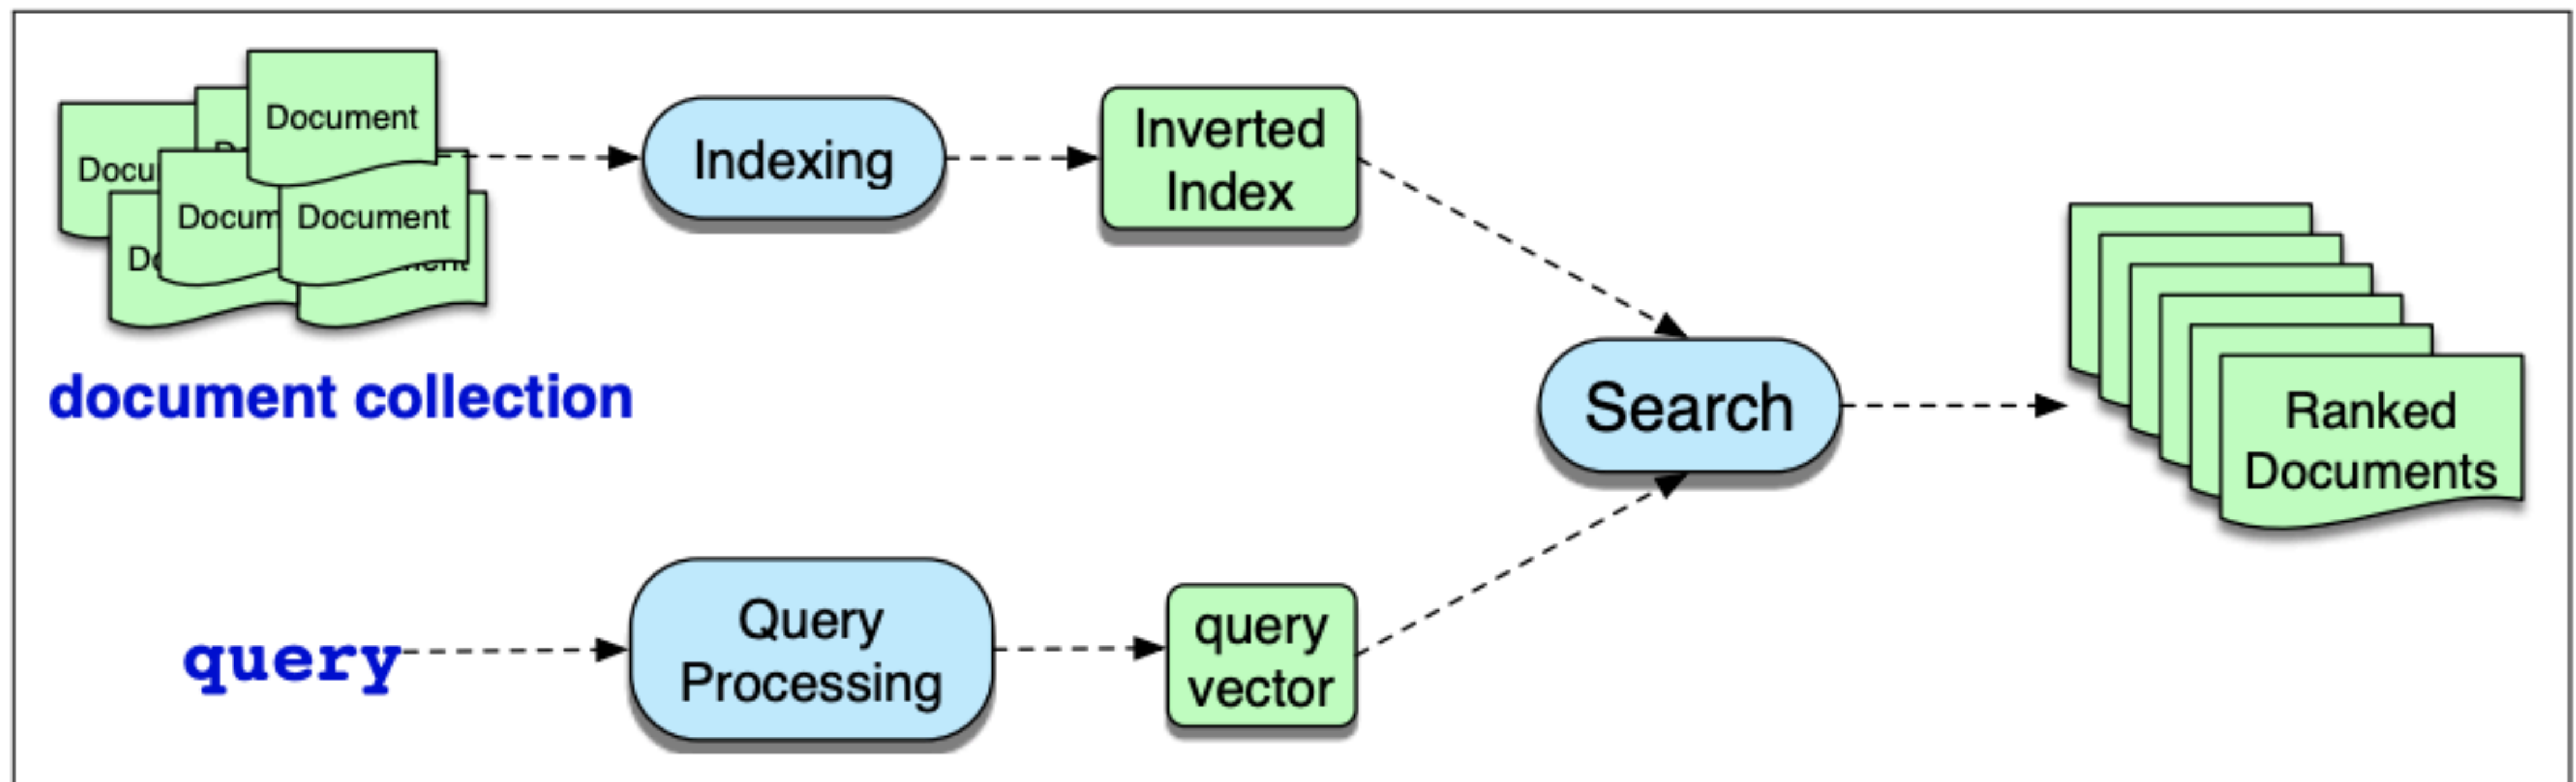 Document
Docu
Docum
Document
document collection
Indexing
Inverted
Index
Search
Ranked
Documents
query
Query
Processing
query
vector